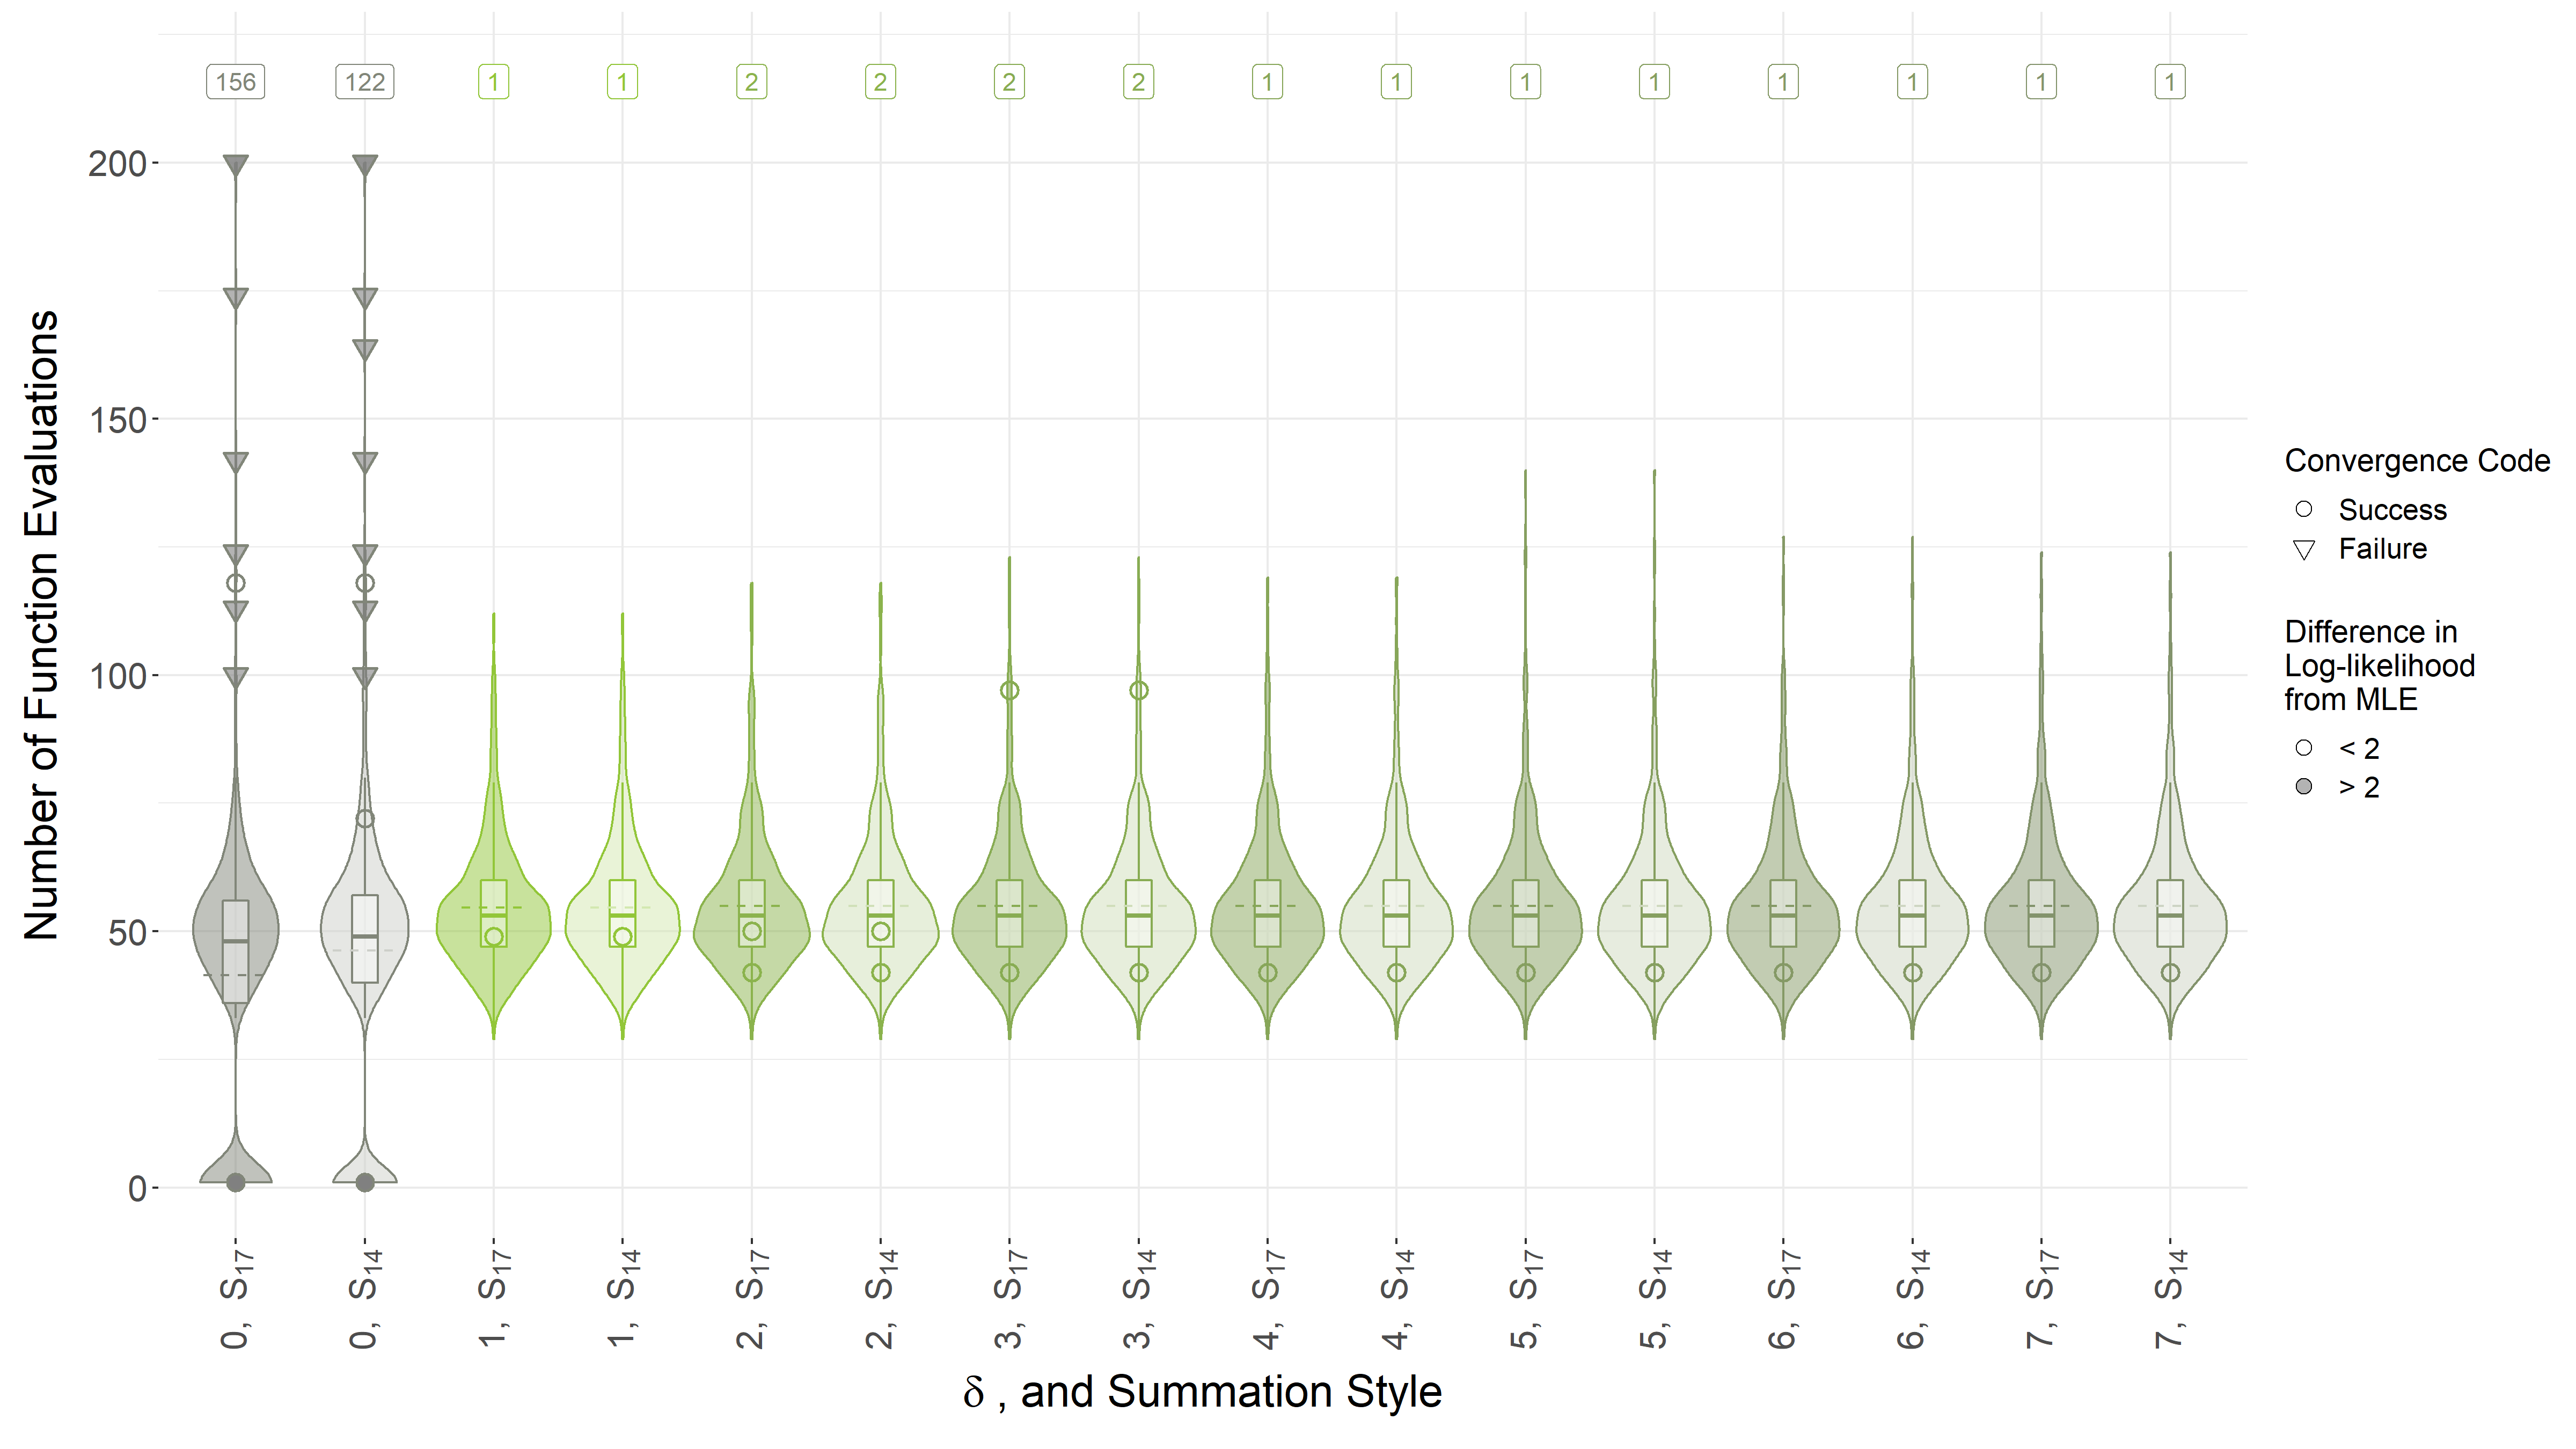 156 122 1 1 2 2 2 2 1 1 1 1 1 1 1 1
Number of Function Evaluations
200
150
100
50
0
0, S17
0, S14
1, S17
1, S14
2, S17
2, S14
3, S17
3, S14
4, S17
4, S14
5, S17
5, S14
6, S17
6, S14
7, S17
7, S14
δ , and Summation Style
Convergence Code
Success
Failure
Difference in
Log-likelihood
from MLE
< 2
> 2